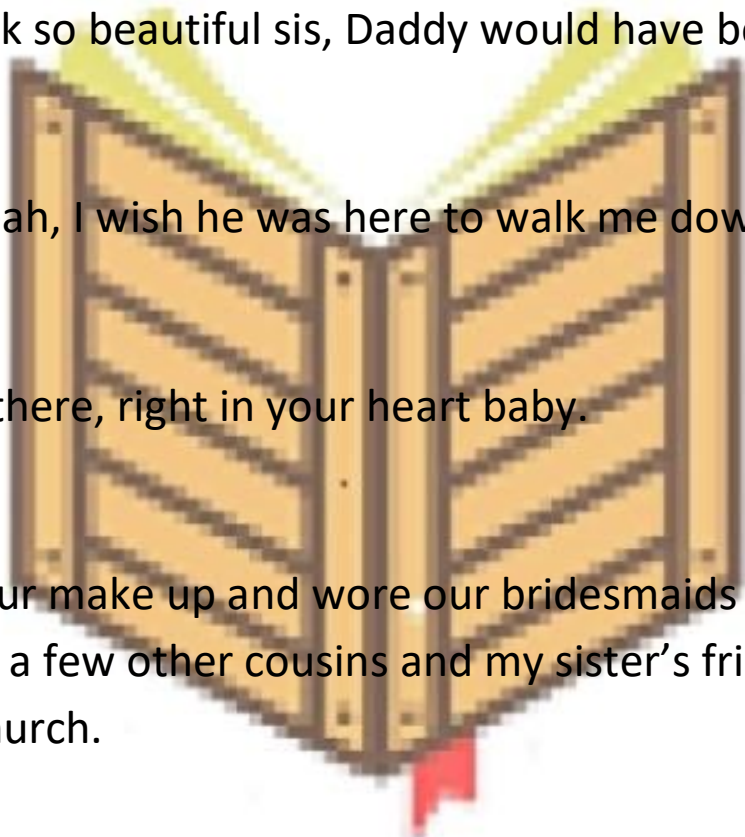 k so beautiful sis, Daddy would have be
ah, I wish he was here to walk me dow
there, right in your heart baby.
ur make up and wore our bridesmaids
a few other cousins and my sister’s fri
urch.